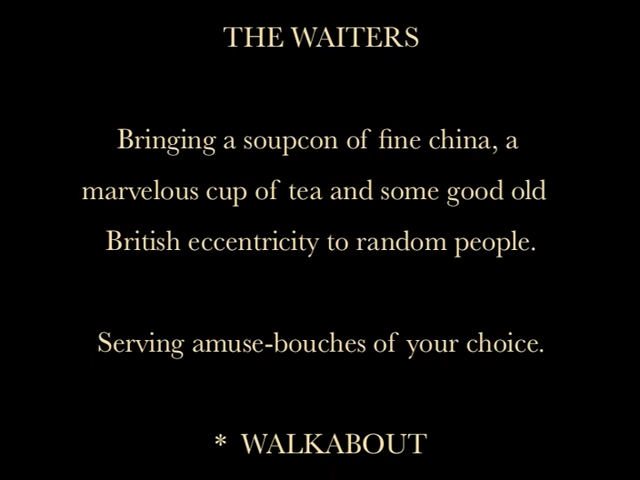 THE WAITERS
Bringing a soupcon of fine china, a
marvelous cup of tea and some good old
British eccentricity to random people.
Serving amuse-bouches of your choice.
* WALKABOUT